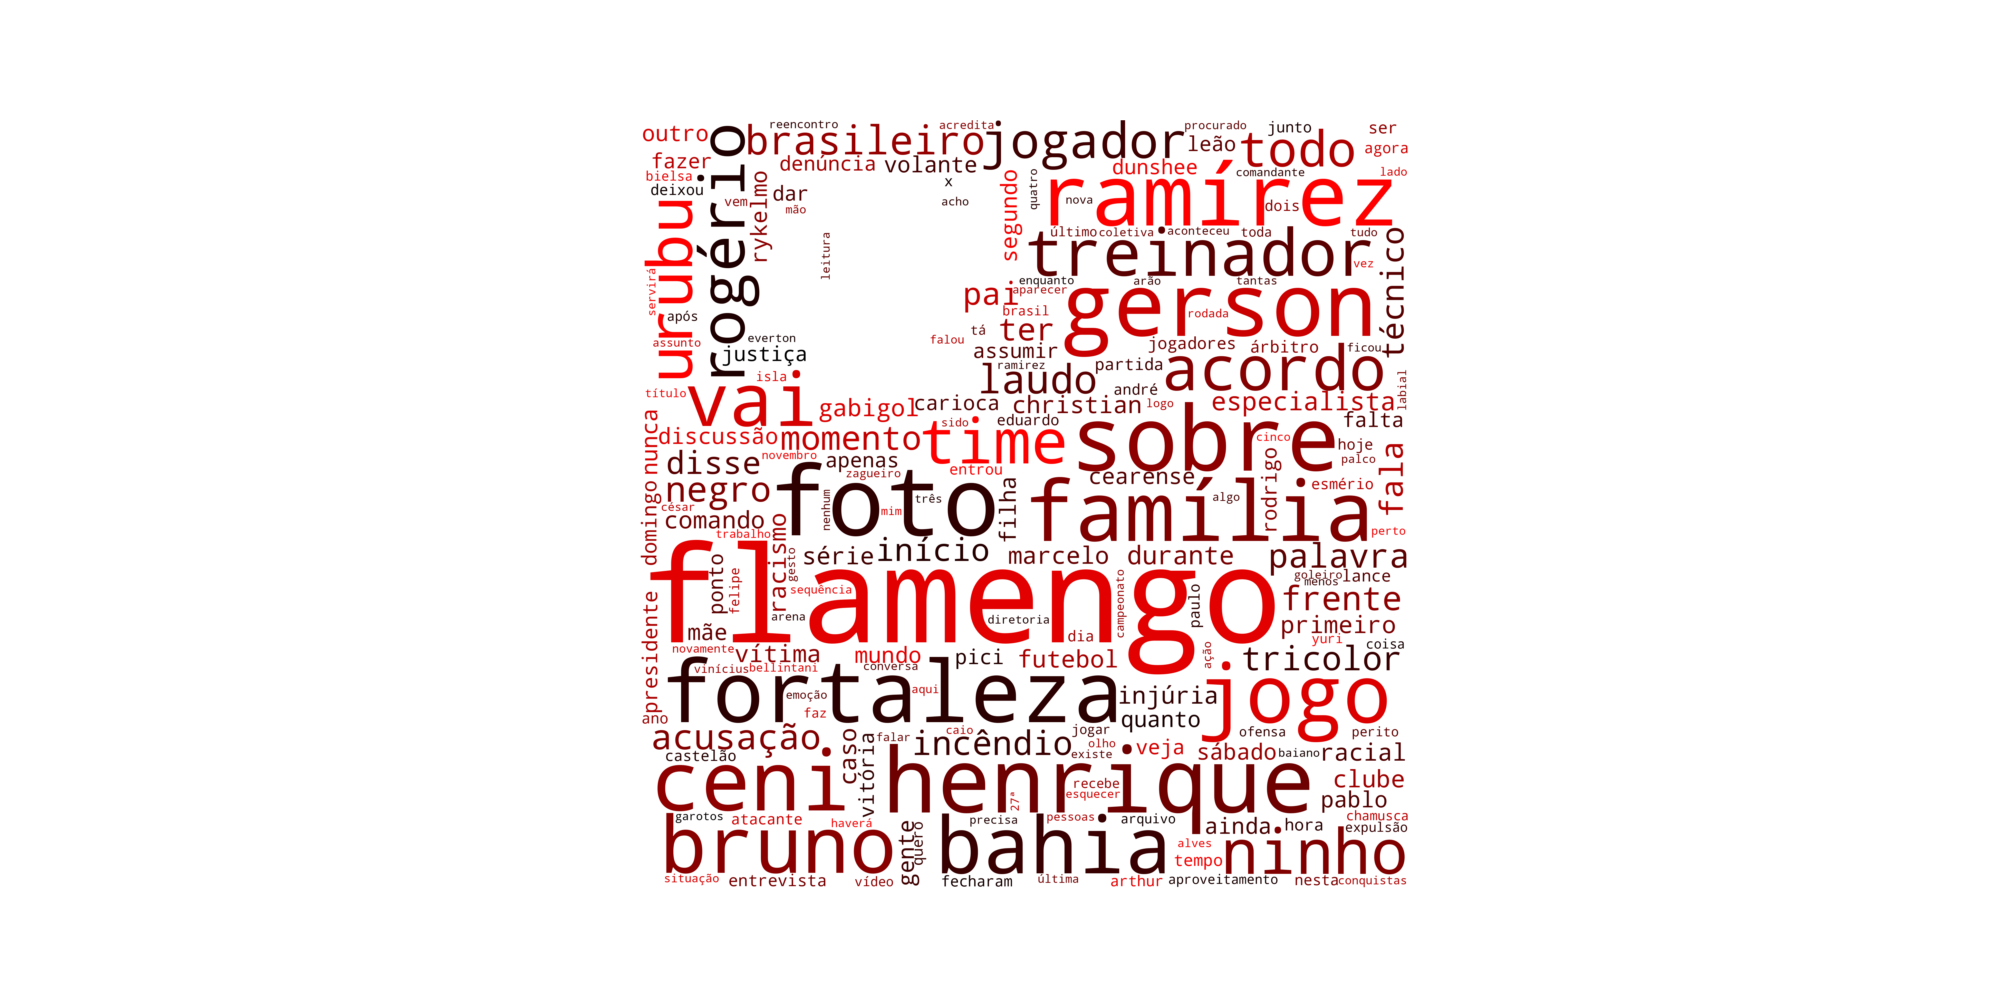 reencontro
acredita
procurado
junto
ser
outro
rogério
brasileiro
jogador
leão
todo
agora
fazer
denúncia
volante
dunshee
bielsa
deixou
rykelmo
dar
x
segundo
quatro
ramírez
comandante
lado
vem
mão
acho
nova
dois
urubu
leitura
último
coletiva
aconteceu
toda
tudo
treinador
técnico
vez
servirá
após
enquanto
aparecer
arão
tantas
pai
brasil
gerson
rodada
assunto
everton
justiça
falou
tá
ter
assumir
jogadores
árbitro
ficou
isla
ramirez
partida
acordo
título
vai
gabigol
carioca
laudo
christian
andré
logo
especialista
labial
nunca
discussão
momento
sido
time
eduardo
sobre
cinco
falta
hoje
disse
novembro
apenas
zagueiro
entrou
cearense
palco
fala
negro
foto
três
filha
família
algo
rodrigo
esmério
domingo
césar
comando
nenhum
mim
perto
trabalho
racismo
gesto
série
início
marcelo
durante
palavra
ponto
felipe
sequência
flamengo
campeonato
goleiro
menos
lance
frente
presidente
mãe
arena
diretoria
dia
paulo
primeiro
yuri
coisa
novamente
vítima
mundo
pici
futebol
ação
tricolor
vinícius
bellintani
conversa
fortaleza
emoção
aqui
faz
injúria
jogo
ano
quanto
acusação
caso
vitória
falar
caio
incêndio
jogar
olho
existe
veja
ofensa
sábado
baiano
perito
racial
castelão
ceni
henrique
recebe
esquecer
27ª
clube
pablo
garotos
atacante
haverá
gente
quero
precisa
pessoas
arquivo
ainda
hora
chamusca
expulsão
bruno
bahia
alves
tempo
ninho
situação
entrevista
vídeo
fecharam
última
arthur
aproveitamento
nesta
conquistas